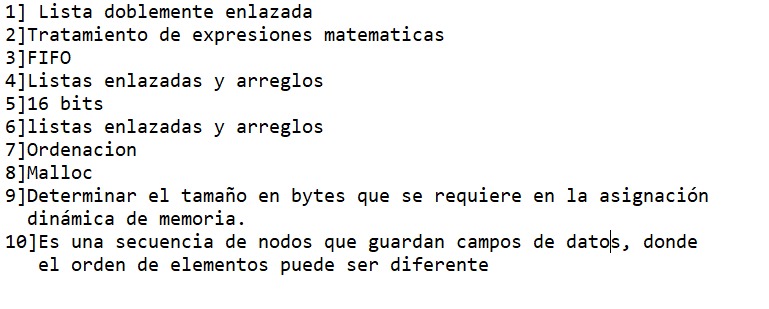 1] Lista doblemente enlazada
2]Tratamiento de expresiones matematicas
3]FIFO
4]Listas enlazadas y arreglos
5]16 bits
6]listas enlazadas y arreglos
7]Ordenacion
8]Malloc
9]Determinar el tamaño en bytes que se requiere en la asignación
dinámica de memoria.
10]Es una secuencia de nodos que guardan campos de datos, donde
el orden de elementos puede ser diferente